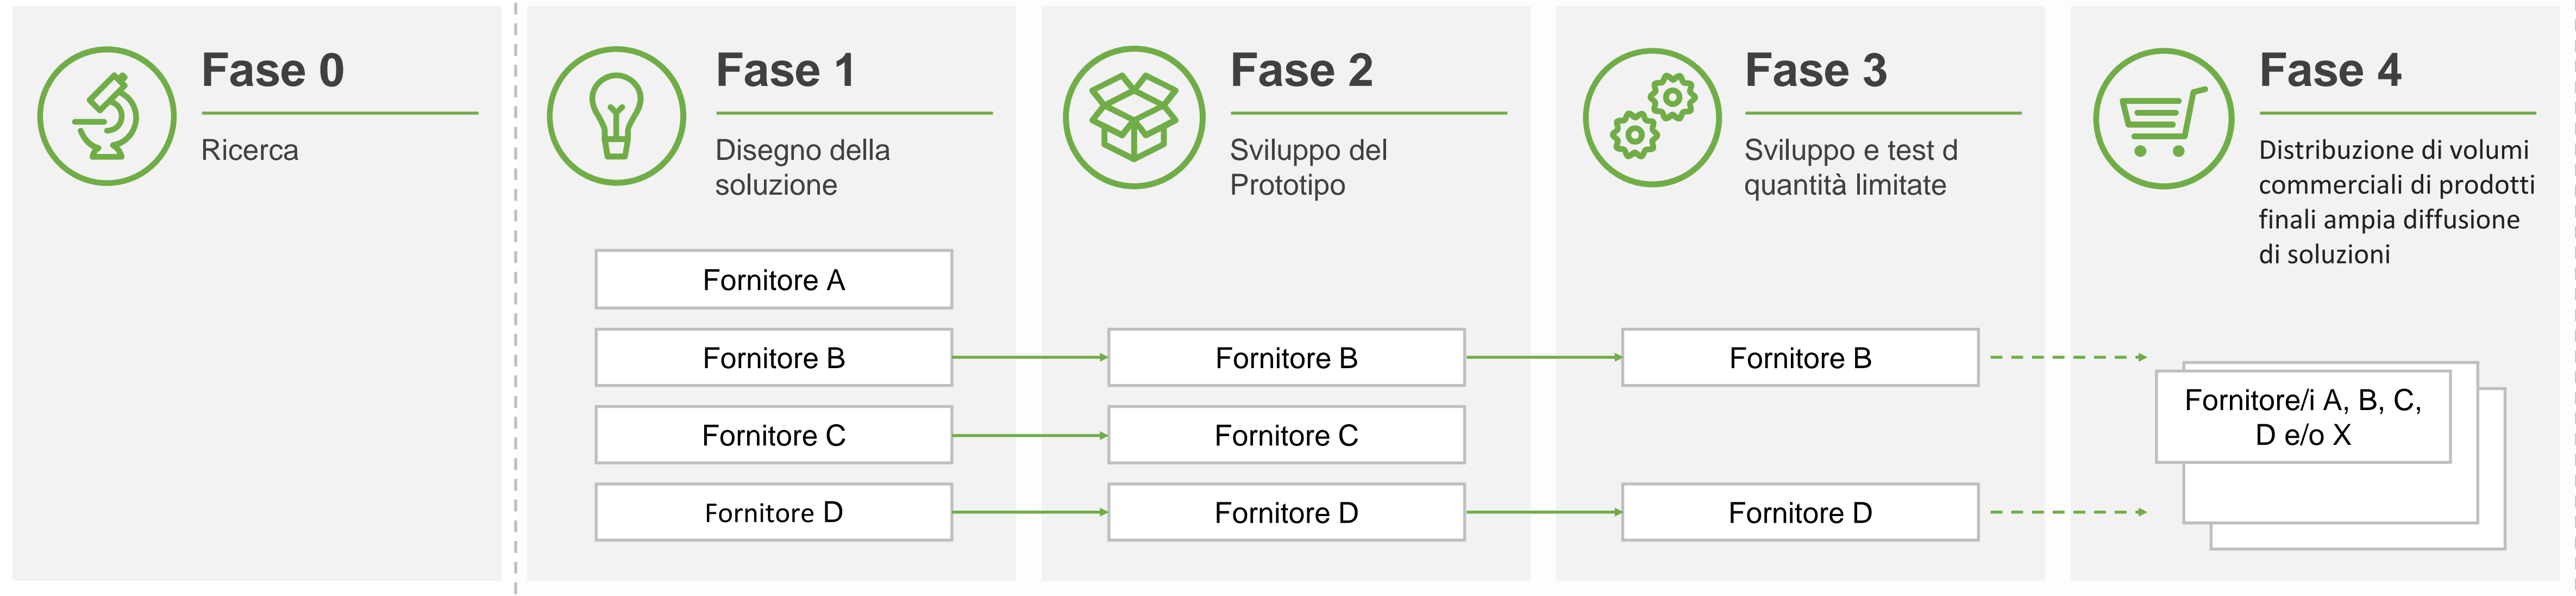 Fase 0
Ricerca
Fase 1
Disegno della
soluzione
Fornitore A
Fornitore B
Fornitore C
Fornitore D
Fase 2
Sviluppo del
Prototipo
Fornitore B
Fornitore C
Fornitore D
Fase 3
Sviluppo e test d
quantità limitate
Fornitore B
Fornitore D
Fase 4
Distribuzione di volumi
commerciali di prodotti
finali ampia diffusione
di soluzioni
Fornitore/i A, B, C,
D e/o X